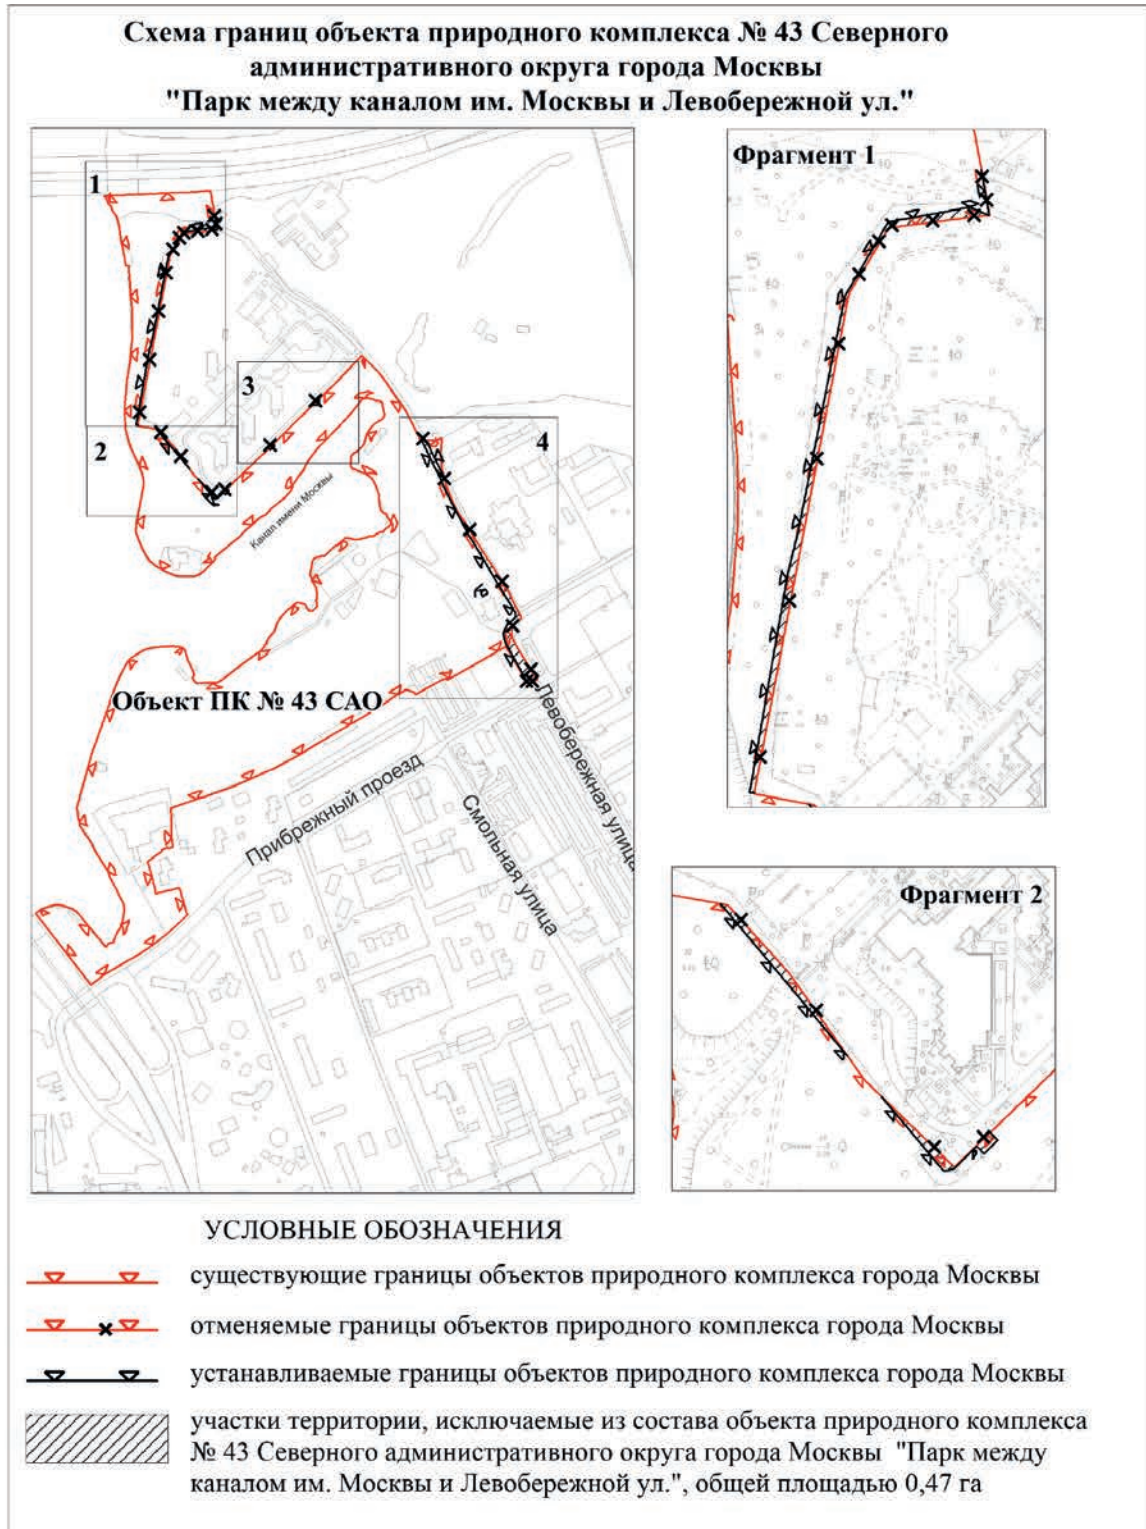 Схема границ объекта природного комплекса № 43 Северного
административного округа города Москвы
"Парк между каналом им. Москвы и Левобережной ул."
1
2
3
4
Канал имени Москвы
Объект ПК № 43 САО
Прибрежный проезд
Смольная улица
Левобережная улица
Фрагмент 1
Фрагмент 2
УСЛОВНЫЕ ОБОЗНАЧЕНИЯ
существующие границы объектов природного комплекса города Москвы
отменяемые границы объектов природного комплекса города Москвы
устанавливаемые границы объектов природного комплекса города Москвы
участки территории, исключаемые из состава объекта природного комплекса
№ 43 Северного административного округа города Москвы "Парк между
каналом им. Москвы и Левобережной ул.", общей площадью 0,47 га